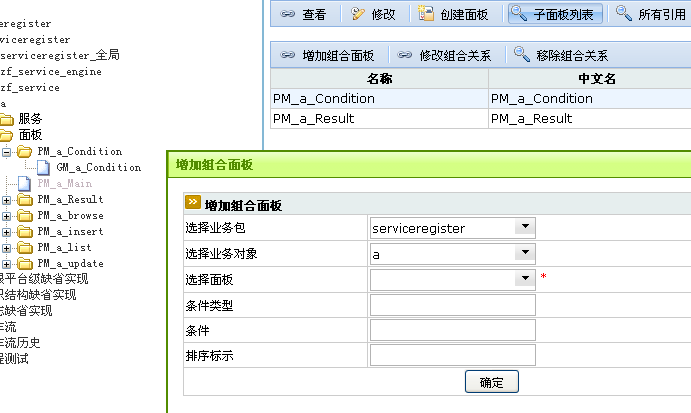 eregister
viceregister
serviceregister_全局
zf_service_engine
zf_service
a
服务
面板
PM_a_Condition
GM_a_Condition
PM_a_Main
PM_a_Result
PM_a_browse
PM_a_insert
PM_a_list
PM_a_update
平台级缺省实现
织结构缺省实现
缺省实现
流
流历史
测试
查看 修改 创建面板 子面板列表 所有引用
增加组合面板 修改组合关系 移除组合关系
名称 中文名
PM_a_Condition PM_a_Condition
PM_a_Result PM_a_Result
增加组合面板
增加组合面板
选择业务包 serviceregister
选择业务对象 a
选择面板 *
条件类型
条件
排序标示
确定